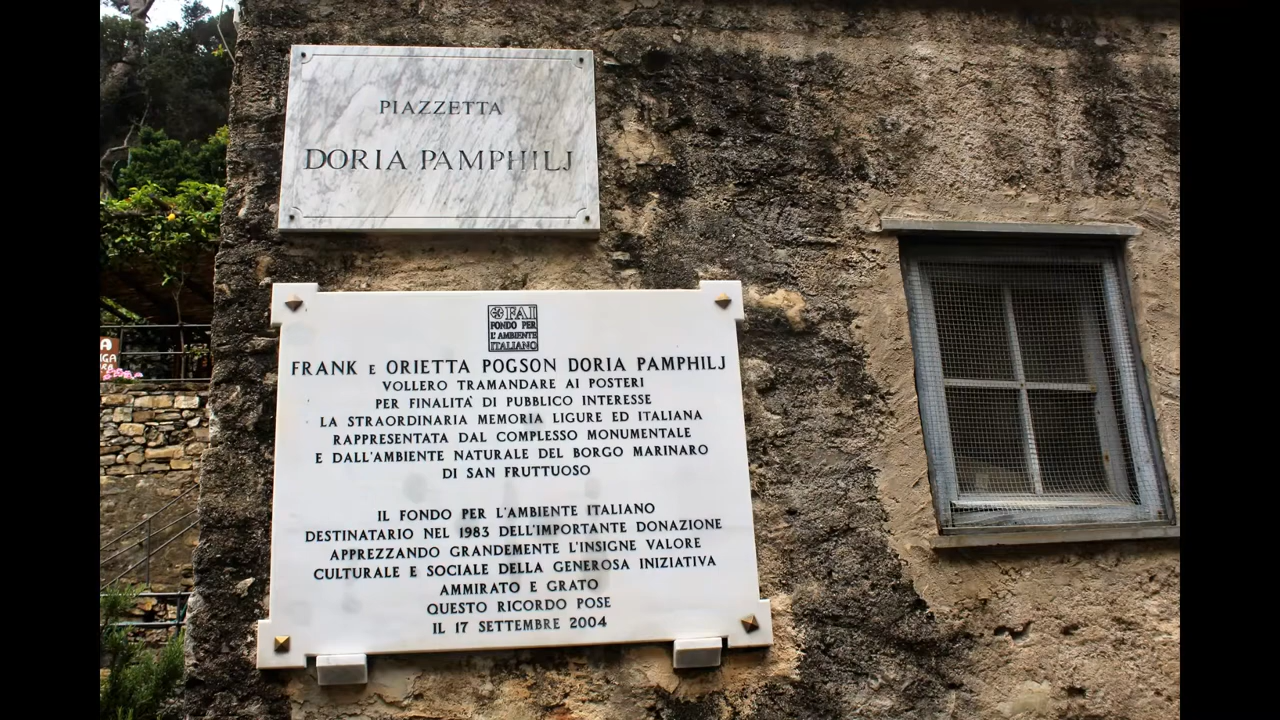 PIAZZETTA
DORIA PAMPHILJ
FAI
FONDO PER
L'AMBIENTE
ITALIANO
FRANK E ORIETTA POGSON DORIA PAMPHILJ
VOLLERO TRAMANDARE AI POSTERI
PER FINALITA' DI PUBBLICO INTERESSE
LA STRAORDINARIA MEMORIA LIGURE ED ITALIANA
RAPPRESENTATA DAL COMPLESSO MONUMENTALE
E DALL'AMBIENTE NATURALE DEL BORGO MARINARO
DI SAN FRUTTUOSO
IL FONDO PER L'AMBIENTE ITALIANO
DESTINATARIO NEL 1983 DELL'IMPORTANTE DONAZIONE
APPREZZANDO GRANDEMENTE L'INSIGNE VALORE
CULTURALE E SOCIALE DELLA GENEROSA INIZIATIVA
AMMIRATO E GRATO
QUESTO RICORDO POSE
IL 17 SETTEMBRE 2004